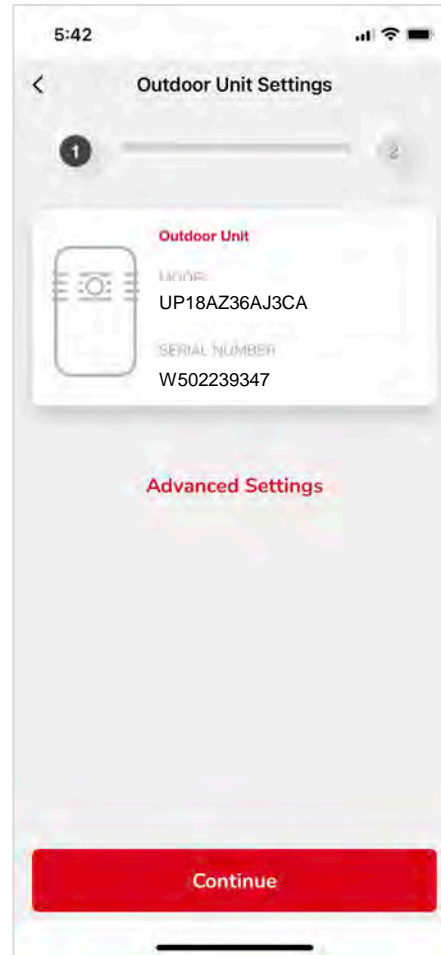 5:42
Outdoor Unit Settings
1
2
Outdoor Unit
MODEL
UP18AZ36AJ3CA
SERIAL NUMBER
W502239347
Advanced Settings
Continue